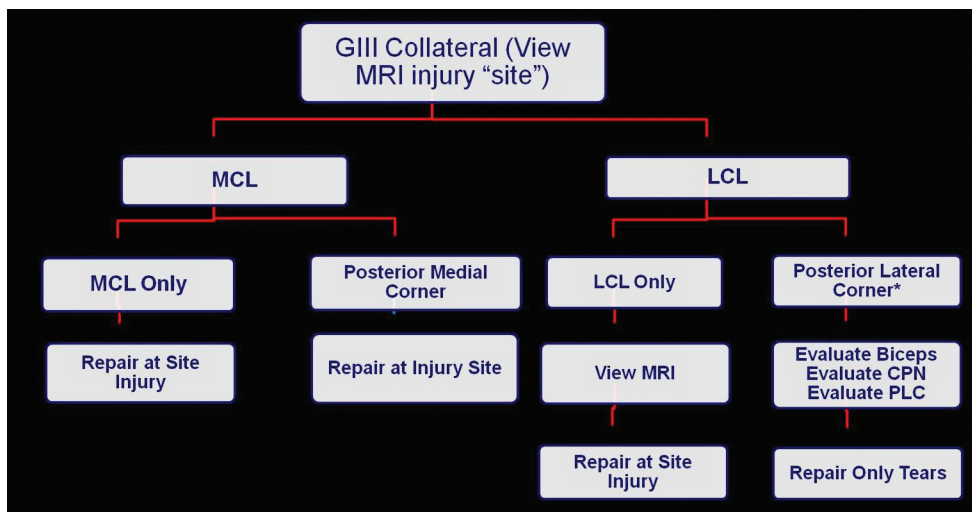 GIII Collateral (View
MRI injury “site”)
MCL
LCL
MCL Only
Posterior Medial
Corner
LCL Only
Posterior Lateral
Corner*
Repair at Site
Injury
Repair at Injury Site
View MRI
Evaluate Biceps
Evaluate CPN
Evaluate PLC
Repair at Site
Injury
Repair Only Tears